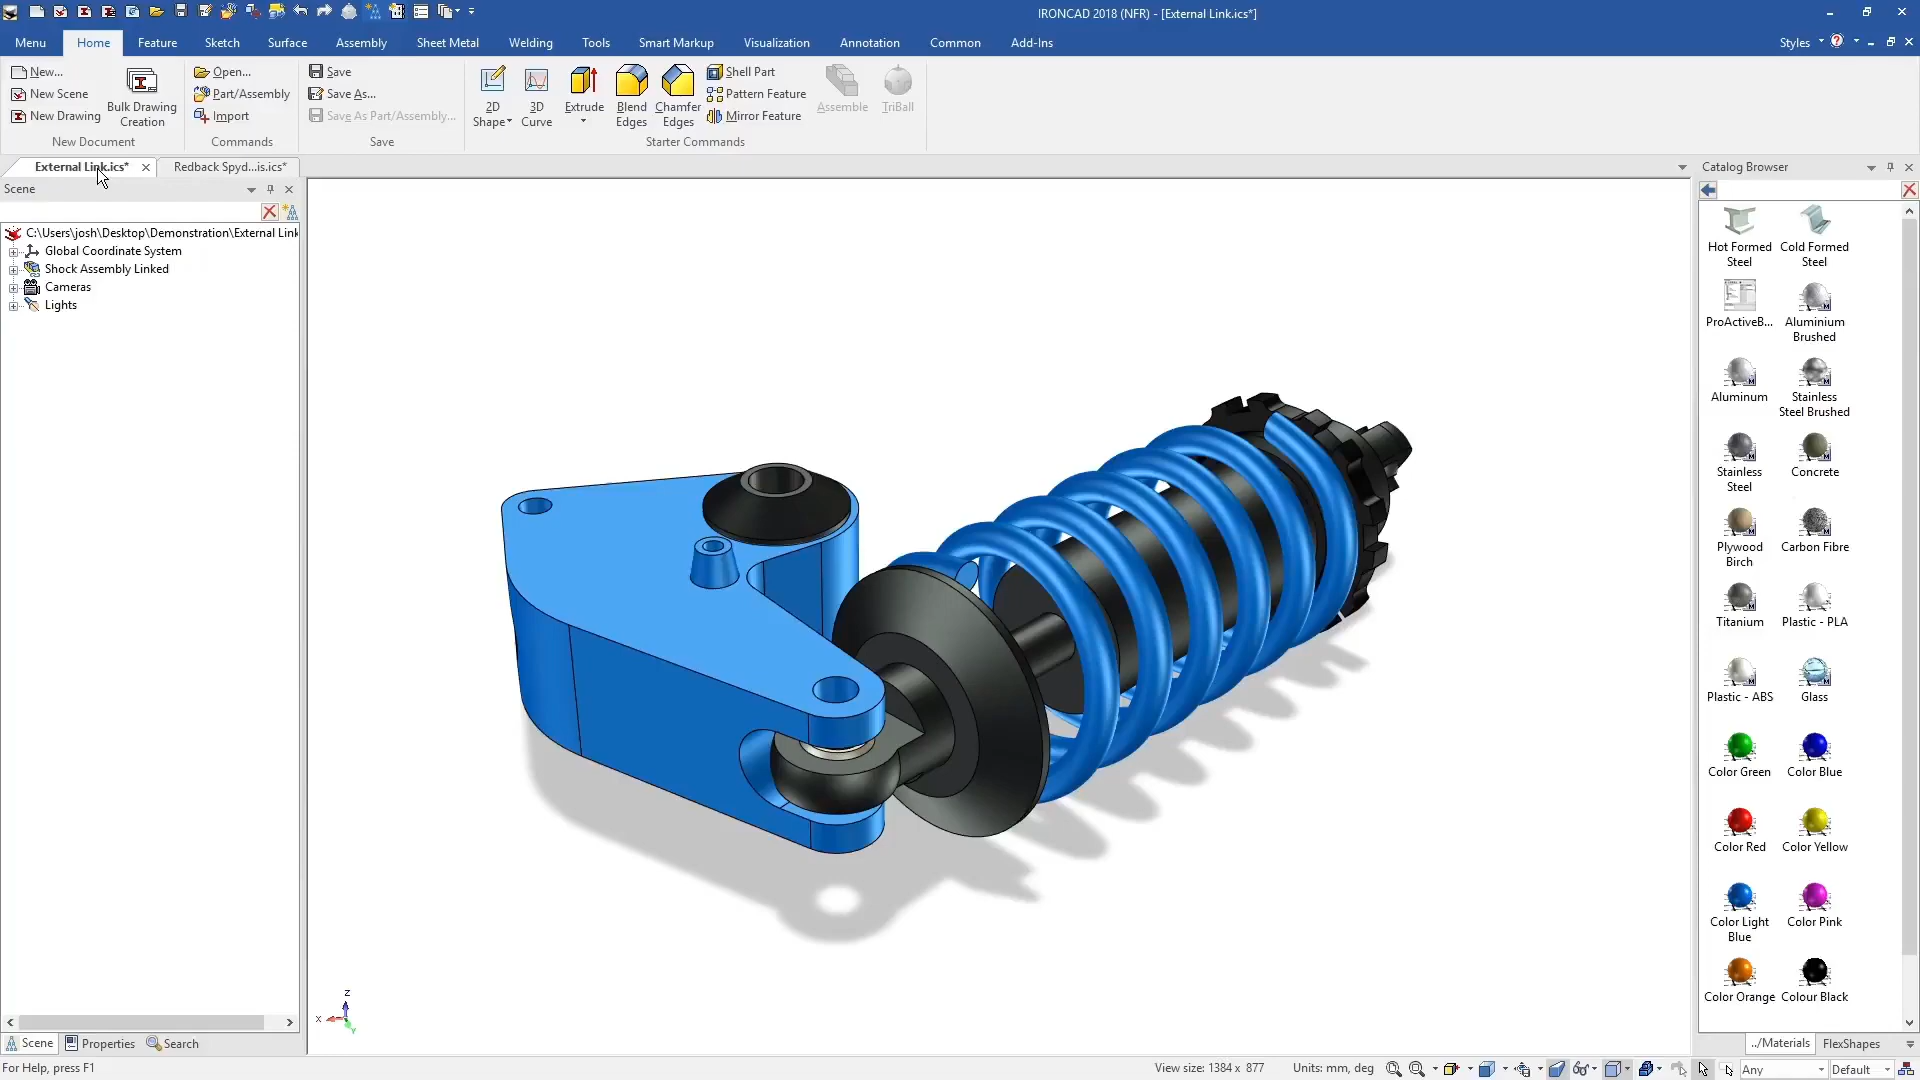 IRONCAD 2018 (NFR) - [External Link.ics*]
Menu Home Feature Sketch Surface Assembly Sheet Metal Welding Tools Smart Markup Visualization Annotation Common Add-Ins Styles
New...
New Scene
New Drawing
Bulk Drawing
Creation
New Document
Open...
Part/Assembly
Import
Commands
Save
Save As...
Save As Part/Assembly...
Save
2D
Shape
3D
Curve
Extrude
Blend
Edges
Chamfer
Edges
Shell Part
Pattern Feature
Mirror Feature
Assemble
TriBall
Starter Commands
External Link.ics*
Redback Spyd...is.ics*
Scene
C:\Users\josh\Desktop\Demonstration\External Link
Global Coordinate System
Shock Assembly Linked
Cameras
Lights
Z
X
Y
Catalog Browser
Hot Formed
Steel
Cold Formed
Steel
ProActiveB...
Aluminium
Brushed
Aluminum
Stainless
Steel Brushed
Stainless
Steel
Concrete
Plywood
Birch
Carbon Fibre
Titanium
Plastic - PLA
Plastic - ABS
Glass
Color Green
Color Blue
Color Red
Color Yellow
Color Light
Blue
Color Pink
Color Orange
Colour Black
../Materials
FlexShapes
Scene
Properties
Search
For Help, press F1
View size: 1384 x 877
Units: mm, deg
Any
Default